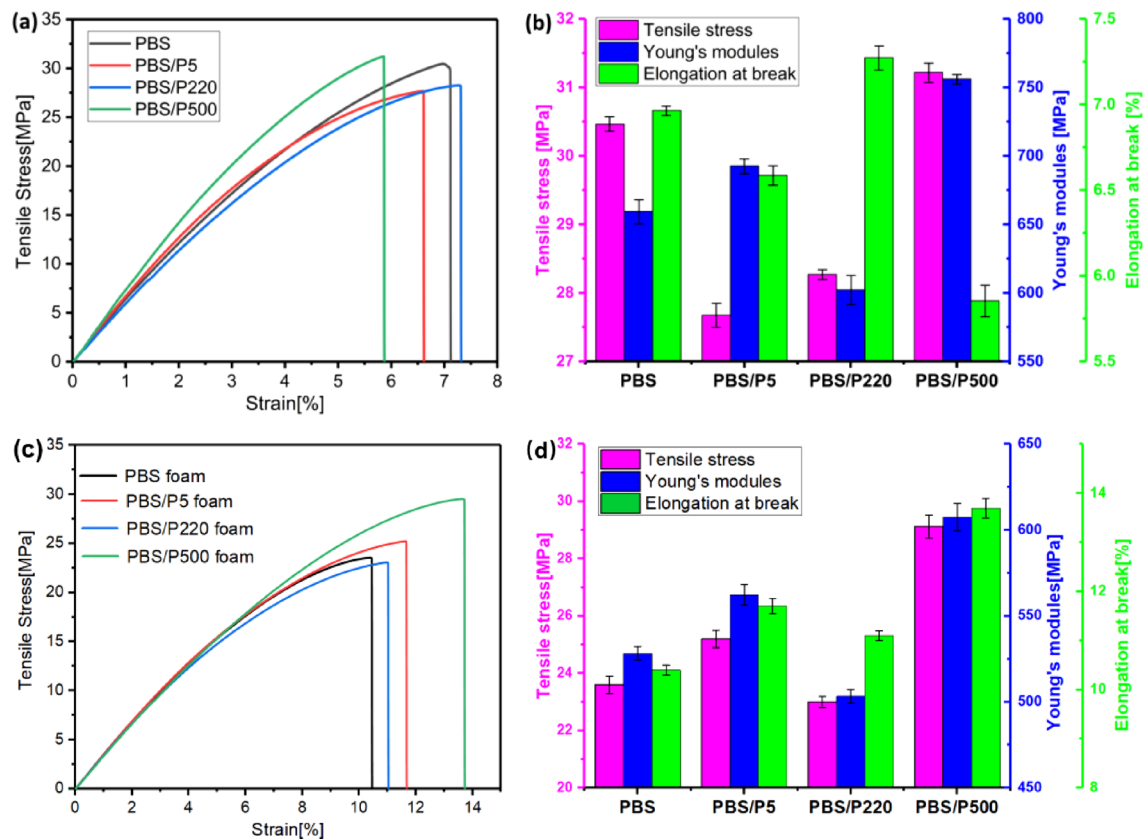 (a)
PBS
PBS/P5
PBS/P220
PBS/P500
35
30
25
20
15
10
5
0
Tensile Stress[MPa]
0 1 2 3 4 5 6 7 8
Strain[%]
(b)
Tensile stress
Young's modules
Elongation at break
32
31
30
29
28
27
Tensile stress [MPa]
800
750
700
650
600
550
Young's modules [MPa]
7.5
7.0
6.5
6.0
5.5
Elongation at break [%]
PBS PBS/P5 PBS/P220 PBS/P500
(c)
PBS foam
PBS/P5 foam
PBS/P220 foam
PBS/P500 foam
35
30
25
20
15
10
5
0
Tensile Stress[MPa]
0 2 4 6 8 10 12 14
Strain[%]
(d)
Tensile stress
Young's modules
Elongation at break
32
30
28
26
24
22
20
Tensile stress[MPa]
650
600
550
500
450
Young's modules[MPa]
14
12
10
8
Elongation at break[%]
PBS PBS/P5 PBS/P220 PBS/P500